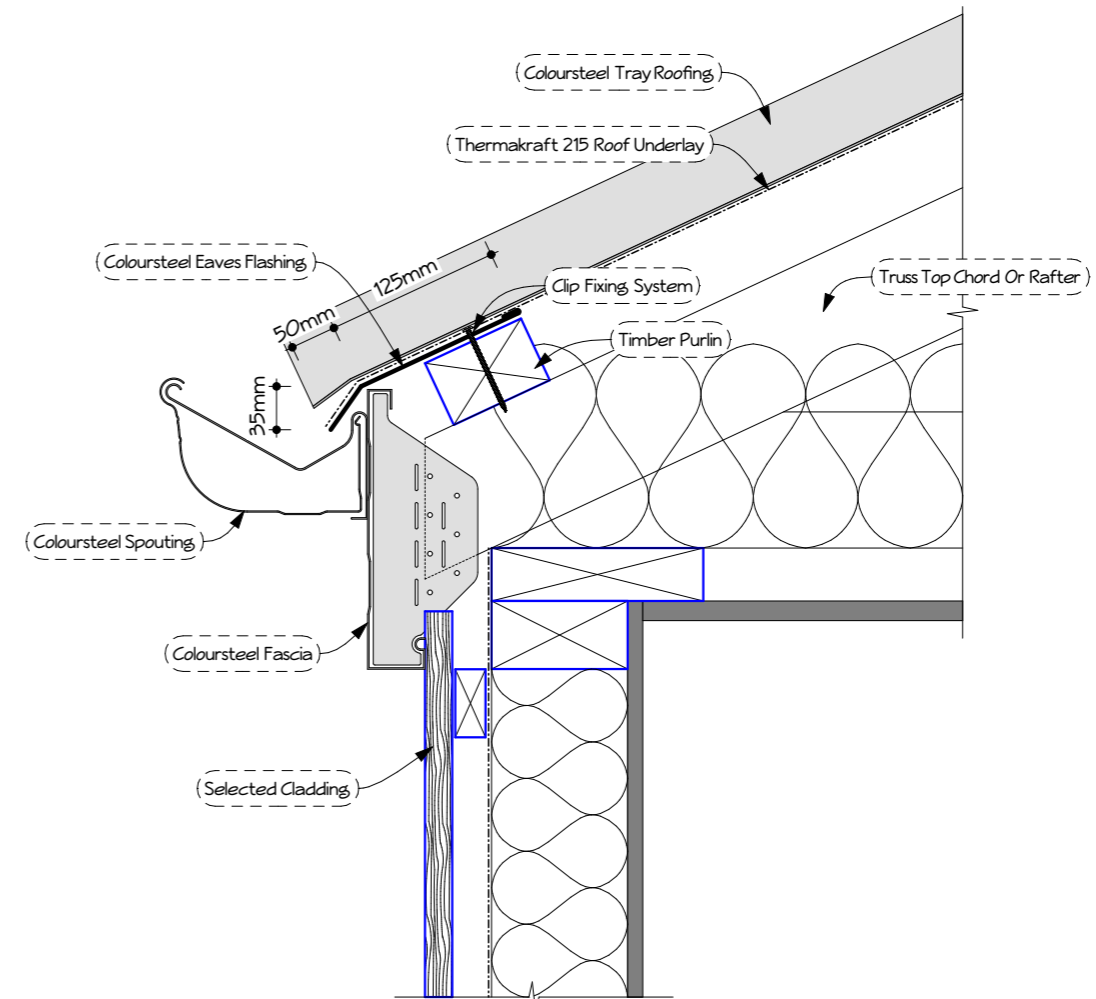 Coloursteel Tray Roofing
Thermakraft 215 Roof Underlay
Coloursteel Eaves Flashing
125mm
Clip Fixing System
Truss Top Chord Or Rafter
50mm
Timber Purlin
35mm
Coloursteel Spouting
Coloursteel Fascia
Selected Cladding